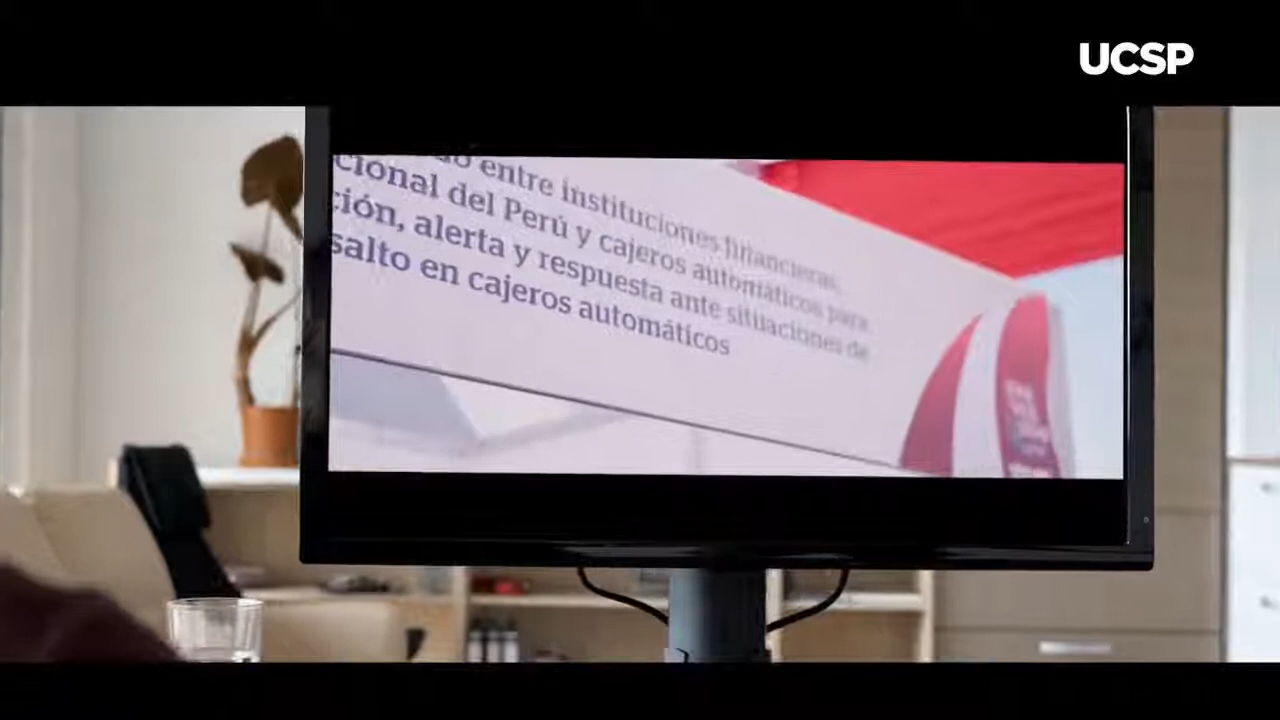 UCSP
entre instituciones financieras,
cional del Perú y cajeros automáticos para
ción, alerta y respuesta ante situaciones de
salto en cajeros automáticos